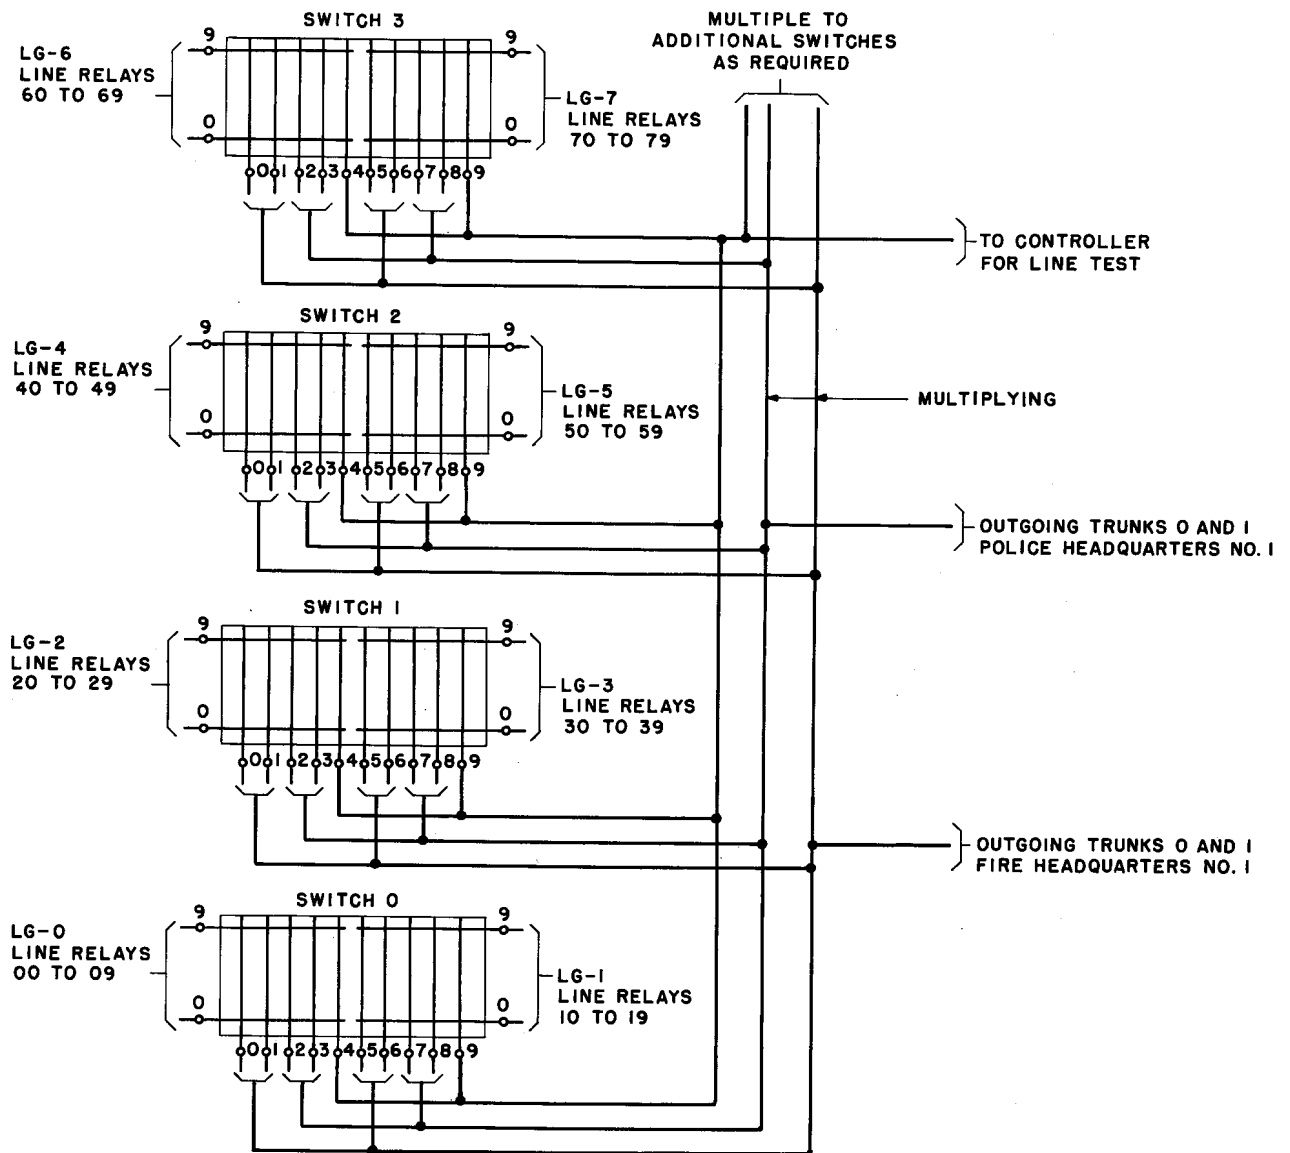 SWITCH 3
MULTIPLE TO
ADDITIONAL SWITCHES
AS REQUIRED
LG-6
LINE RELAYS
60 TO 69
9
0
9
0
LG-7
LINE RELAYS
70 TO 79
0 1 2 3 4 5 6 7 8 9
TO CONTROLLER
FOR LINE TEST
SWITCH 2
LG-4
LINE RELAYS
40 TO 49
9
0
9
0
LG-5
LINE RELAYS
50 TO 59
0 1 2 3 4 5 6 7 8 9
MULTIPLYING
OUTGOING TRUNKS 0 AND 1
POLICE HEADQUARTERS NO. 1
SWITCH 1
LG-2
LINE RELAYS
20 TO 29
9
0
9
0
LG-3
LINE RELAYS
30 TO 39
0 1 2 3 4 5 6 7 8 9
OUTGOING TRUNKS 0 AND 1
FIRE HEADQUARTERS NO. 1
SWITCH 0
LG-0
LINE RELAYS
00 TO 09
9
0
9
0
LG-1
LINE RELAYS
10 TO 19
0 1 2 3 4 5 6 7 8 9